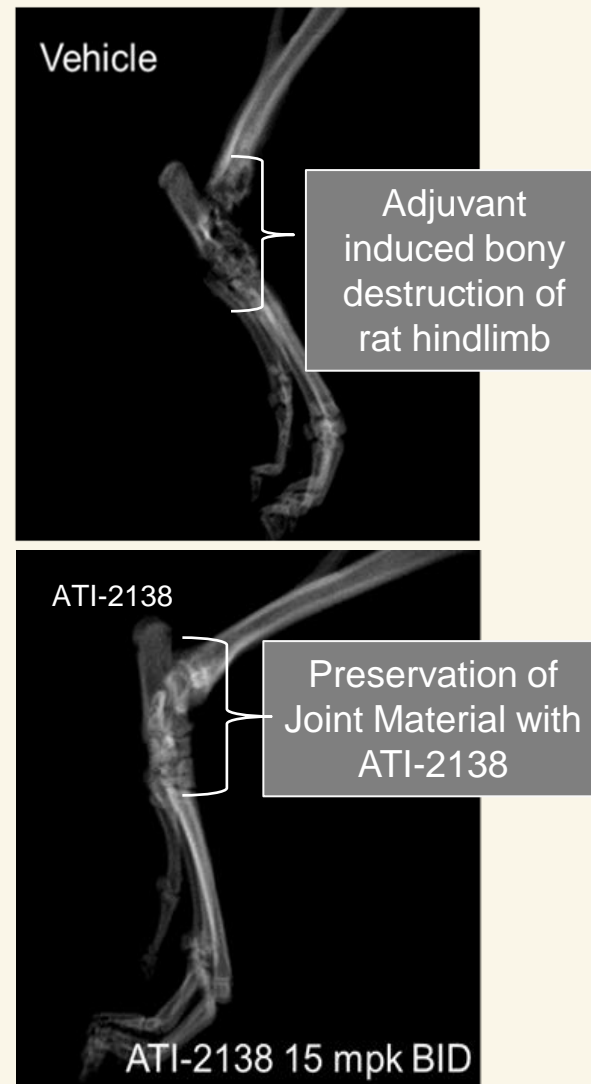 Vehicle
Adjuvant
induced bony
destruction of
rat hindlimb
ATI-2138
Preservation of
Joint Material with
ATI-2138
ATI-2138 15 mpk BID